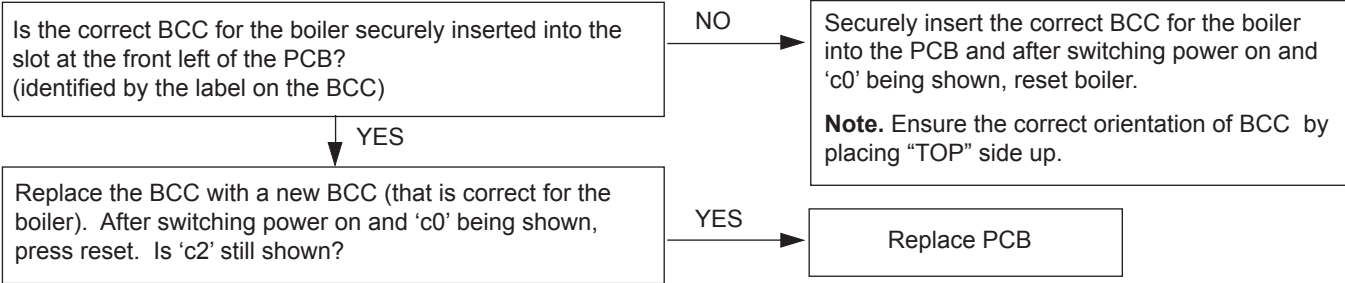 Is the correct BCC for the boiler securely inserted into the
slot at the front left of the PCB?
(identified by the label on the BCC)
NO
Securely insert the correct BCC for the boiler
into the PCB and after switching power on and
‘c0’ being shown, reset boiler.
Note. Ensure the correct orientation of BCC by
placing “TOP” side up.
YES
Replace the BCC with a new BCC (that is correct for the
boiler). After switching power on and ‘c0’ being shown,
press reset. Is ‘c2’ still shown?
YES
Replace PCB